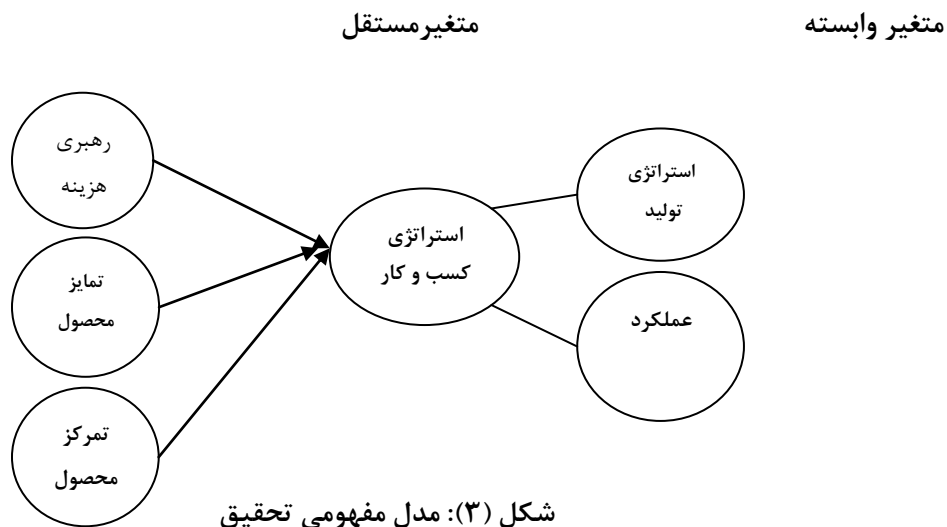 متغیر وابسته
متغیرمستقل
رهبری
هزینه
تمایز
محصول
تمرکز
محصول
استراتژی
کسب و کار
استراتژی
تولید
عملکرد
شکل (۳): مدل مفهومی تحقیق